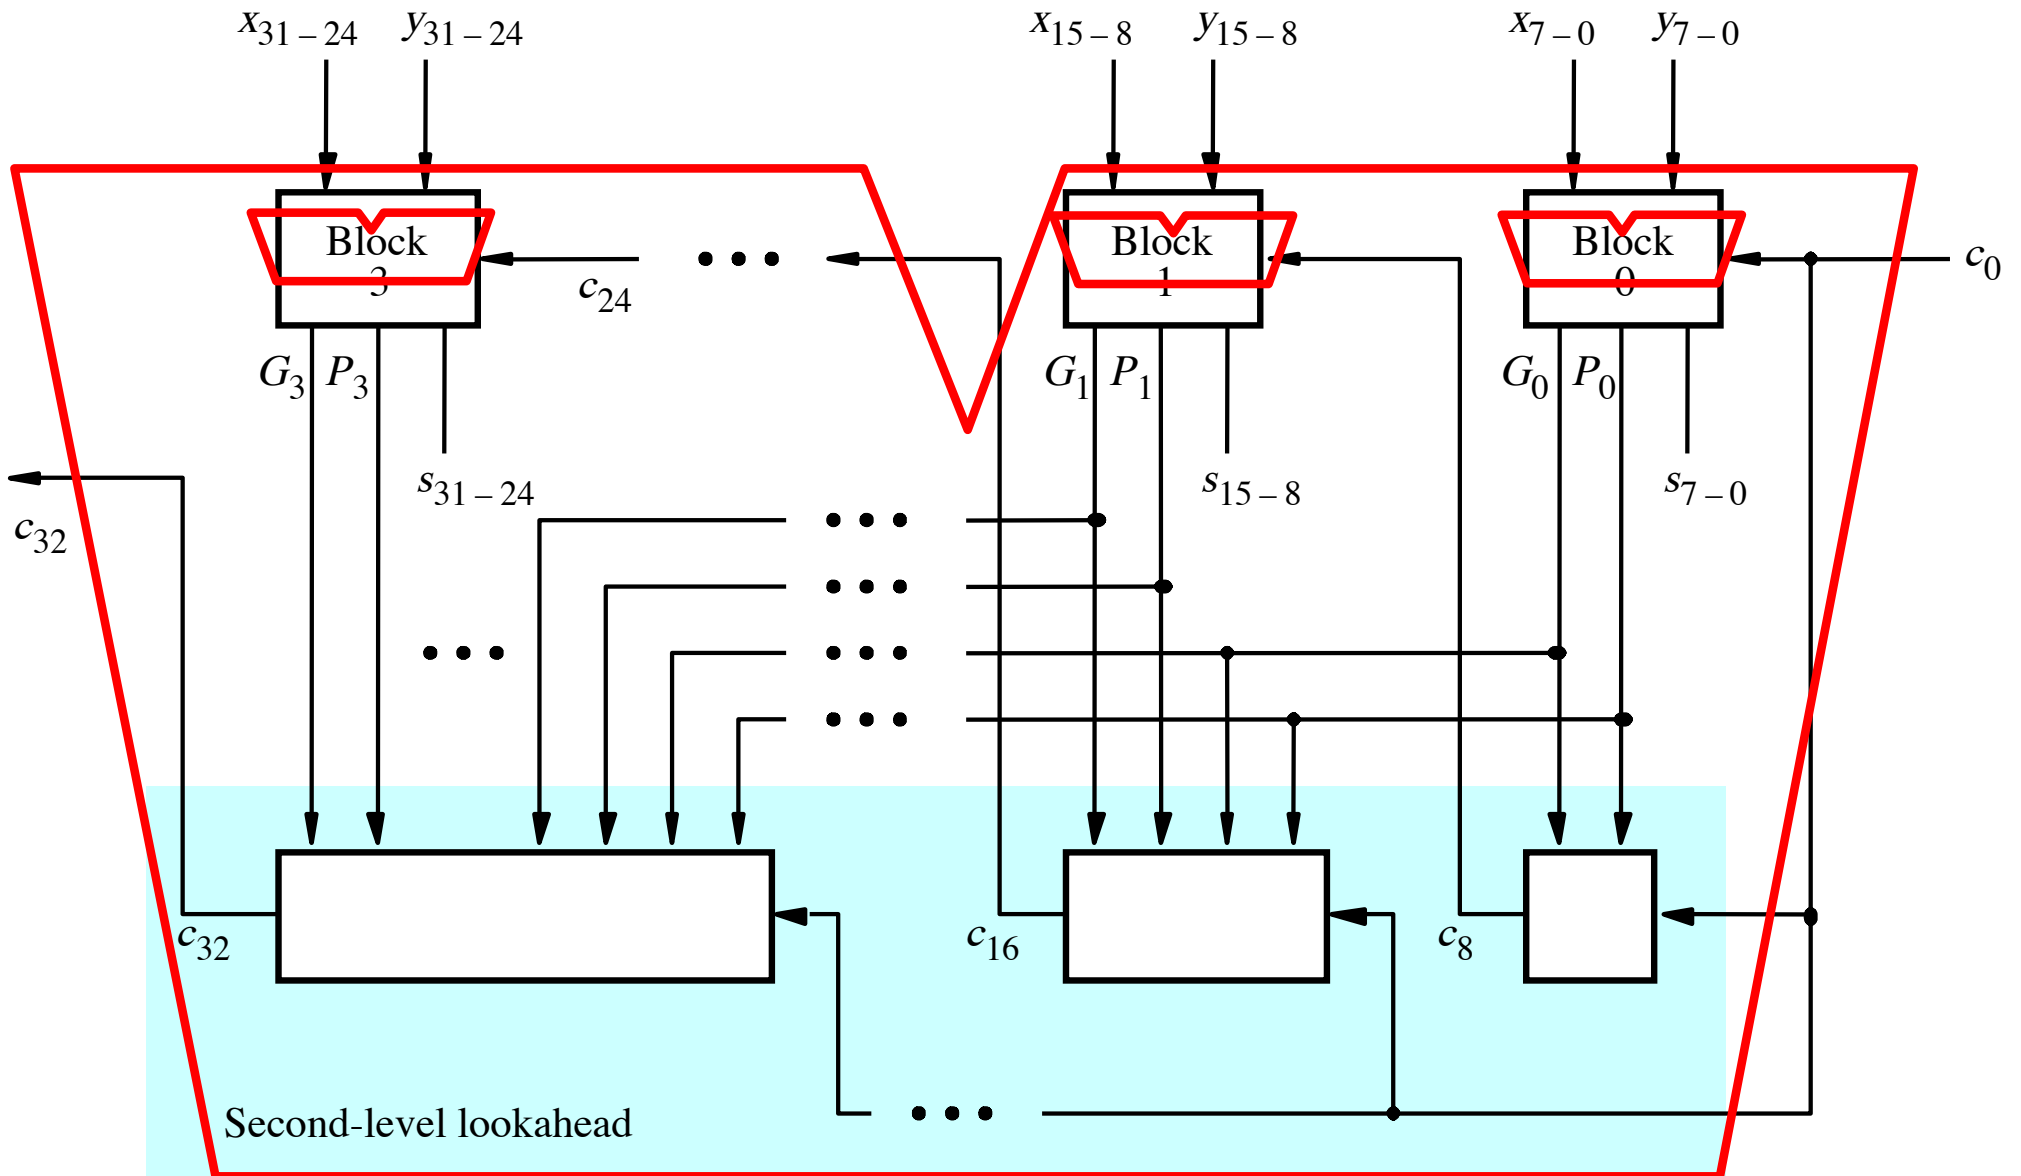 x31 – 24 y31 – 24 x15 – 8 y15 – 8 x7 – 0 y7 – 0
Block Block Block
3 1 0
c24 c0
G3 P3 G1 P1 G0 P0
s31 – 24 s15 – 8 s7 – 0
c32
c32 c16 c8
Second-level lookahead